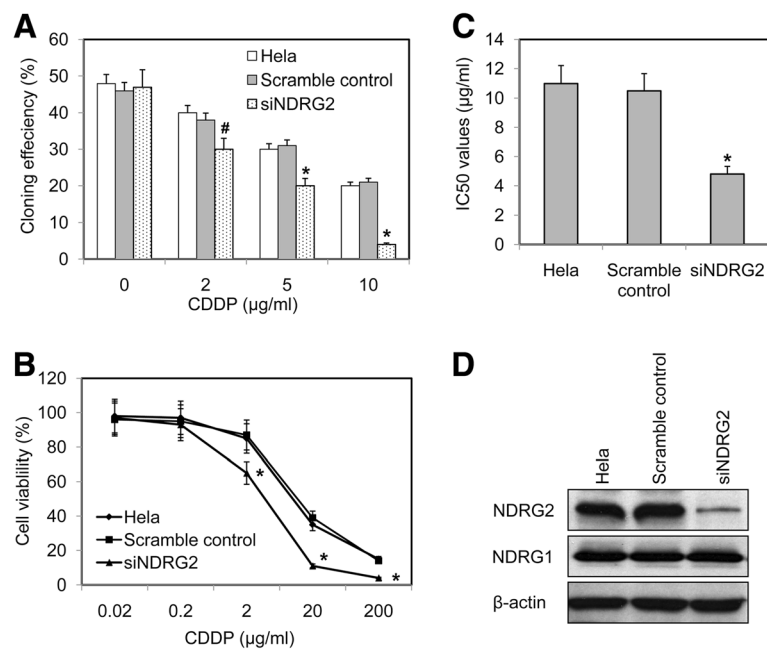 A
Cloning effeciency (%)
60
50
40
30
20
10
0
Hela
Scramble control
siNDRG2
#
*
*
0 2 5 10
CDDP (µg/ml)
C
IC50 values (µg/ml)
14
12
10
8
6
4
2
0
*
Hela Scramble control siNDRG2
B
Cell viablility (%)
120
100
80
60
40
20
0
Hela
Scramble control
siNDRG2
*
*
*
0.02 0.2 2 20 200
CDDP (µg/ml)
D
Hela
Scramble control
siNDRG2
NDRG2
NDRG1
β-actin